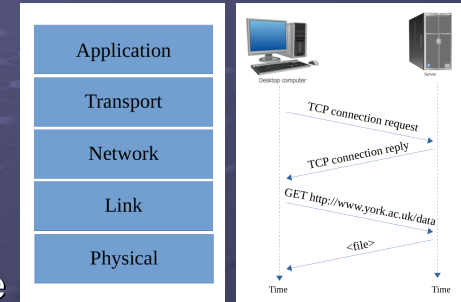 Application
Transport
Network
Link
Physical
e
Desktop computer
Server
TCP connection request
TCP connection reply
GET http://www.york.ac.uk/data
<file>
Time
Time